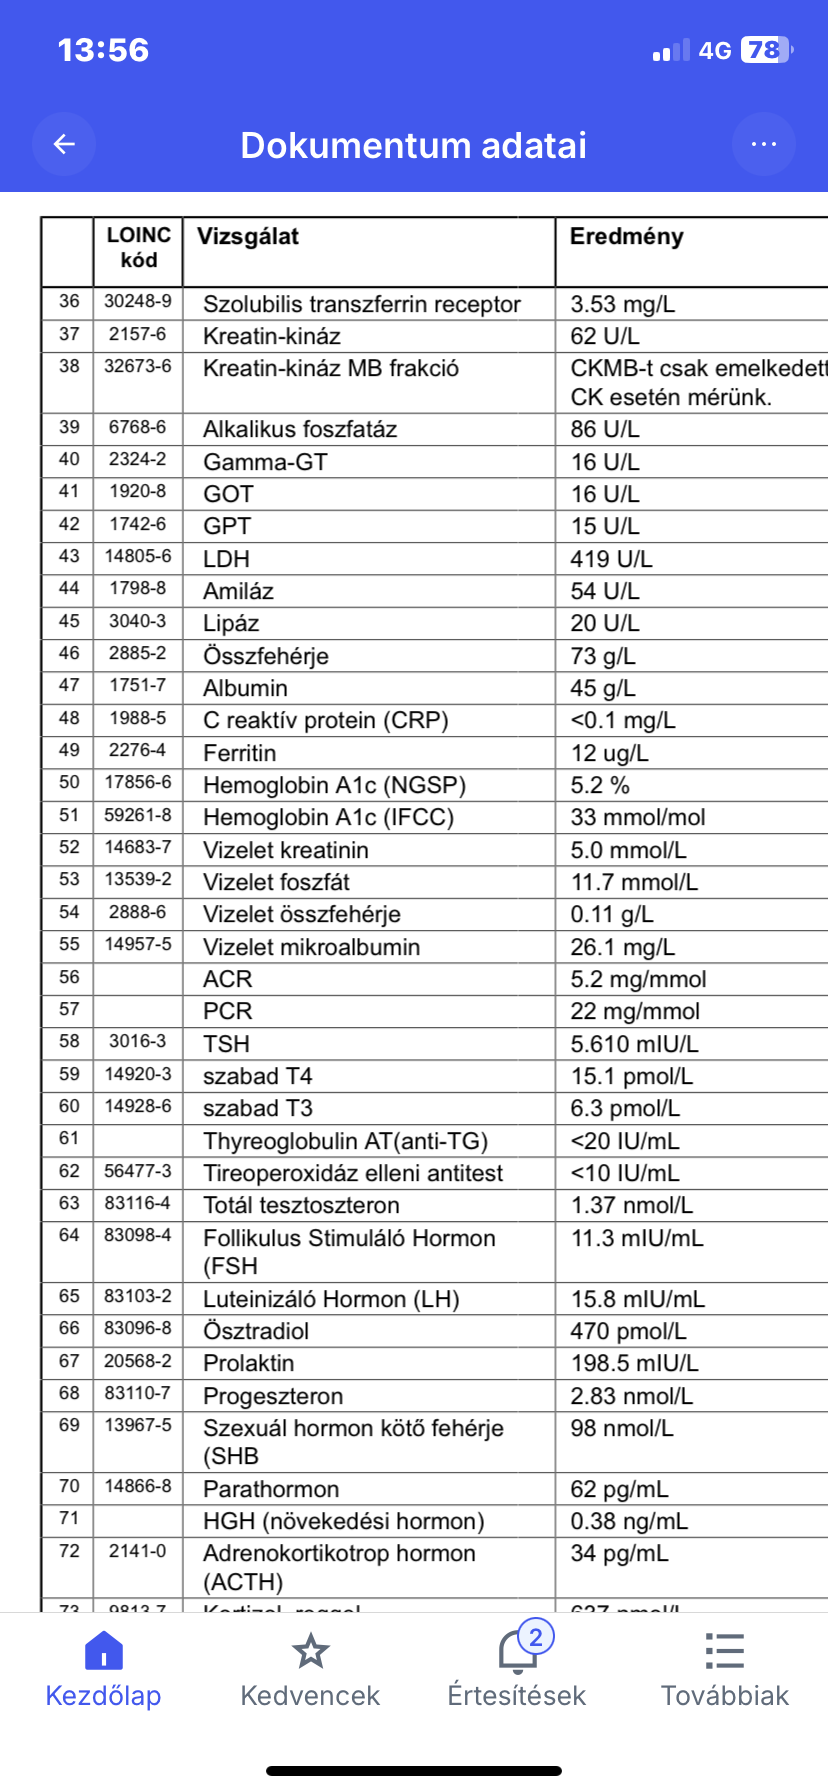 13:56
4G 78
Dokumentum adatai
LOINC kód Vizsgálat Eredmény
36 30248-9 Szolubilis transzferrin receptor 3.53 mg/L
37 2157-6 Kreatin-kináz 62 U/L
38 32673-6 Kreatin-kináz MB frakció CKMB-t csak emelkedett
CK esetén mérünk.
39 6768-6 Alkalikus foszfatáz 86 U/L
40 2324-2 Gamma-GT 16 U/L
41 1920-8 GOT 16 U/L
42 1742-6 GPT 15 U/L
43 14805-6 LDH 419 U/L
44 1798-8 Amiláz 54 U/L
45 3040-3 Lipáz 20 U/L
46 2885-2 Összfehérje 73 g/L
47 1751-7 Albumin 45 g/L
48 1988-5 C reaktív protein (CRP) <0.1 mg/L
49 2276-4 Ferritin 12 ug/L
50 17856-6 Hemoglobin A1c (NGSP) 5.2 %
51 59261-8 Hemoglobin A1c (IFCC) 33 mmol/mol
52 14683-7 Vizelet kreatinin 5.0 mmol/L
53 13539-2 Vizelet foszfát 11.7 mmol/L
54 2888-6 Vizelet összfehérje 0.11 g/L
55 14957-5 Vizelet mikroalbumin 26.1 mg/L
56 ACR 5.2 mg/mmol
57 PCR 22 mg/mmol
58 3016-3 TSH 5.610 mIU/L
59 14920-3 szabad T4 15.1 pmol/L
60 14928-6 szabad T3 6.3 pmol/L
61 Thyreoglobulin AT(anti-TG) <20 IU/mL
62 56477-3 Tireoperoxidáz elleni antitest <10 IU/mL
63 83116-4 Totál tesztoszteron 1.37 nmol/L
64 83098-4 Follikulus Stimuláló Hormon 11.3 mIU/mL
(FSH
65 83103-2 Luteinizáló Hormon (LH) 15.8 mIU/mL
66 83096-8 Ösztradiol 470 pmol/L
67 20568-2 Prolaktin 198.5 mIU/L
68 83110-7 Progeszteron 2.83 nmol/L
69 13967-5 Szexuál hormon kötő fehérje 98 nmol/L
(SHB
70 14866-8 Parathormon 62 pg/mL
71 HGH (növekedési hormon) 0.38 ng/mL
72 2141-0 Adrenokortikotrop hormon 34 pg/mL
(ACTH)
2
Kezdőlap Kedvencek Értesítések Továbbiak